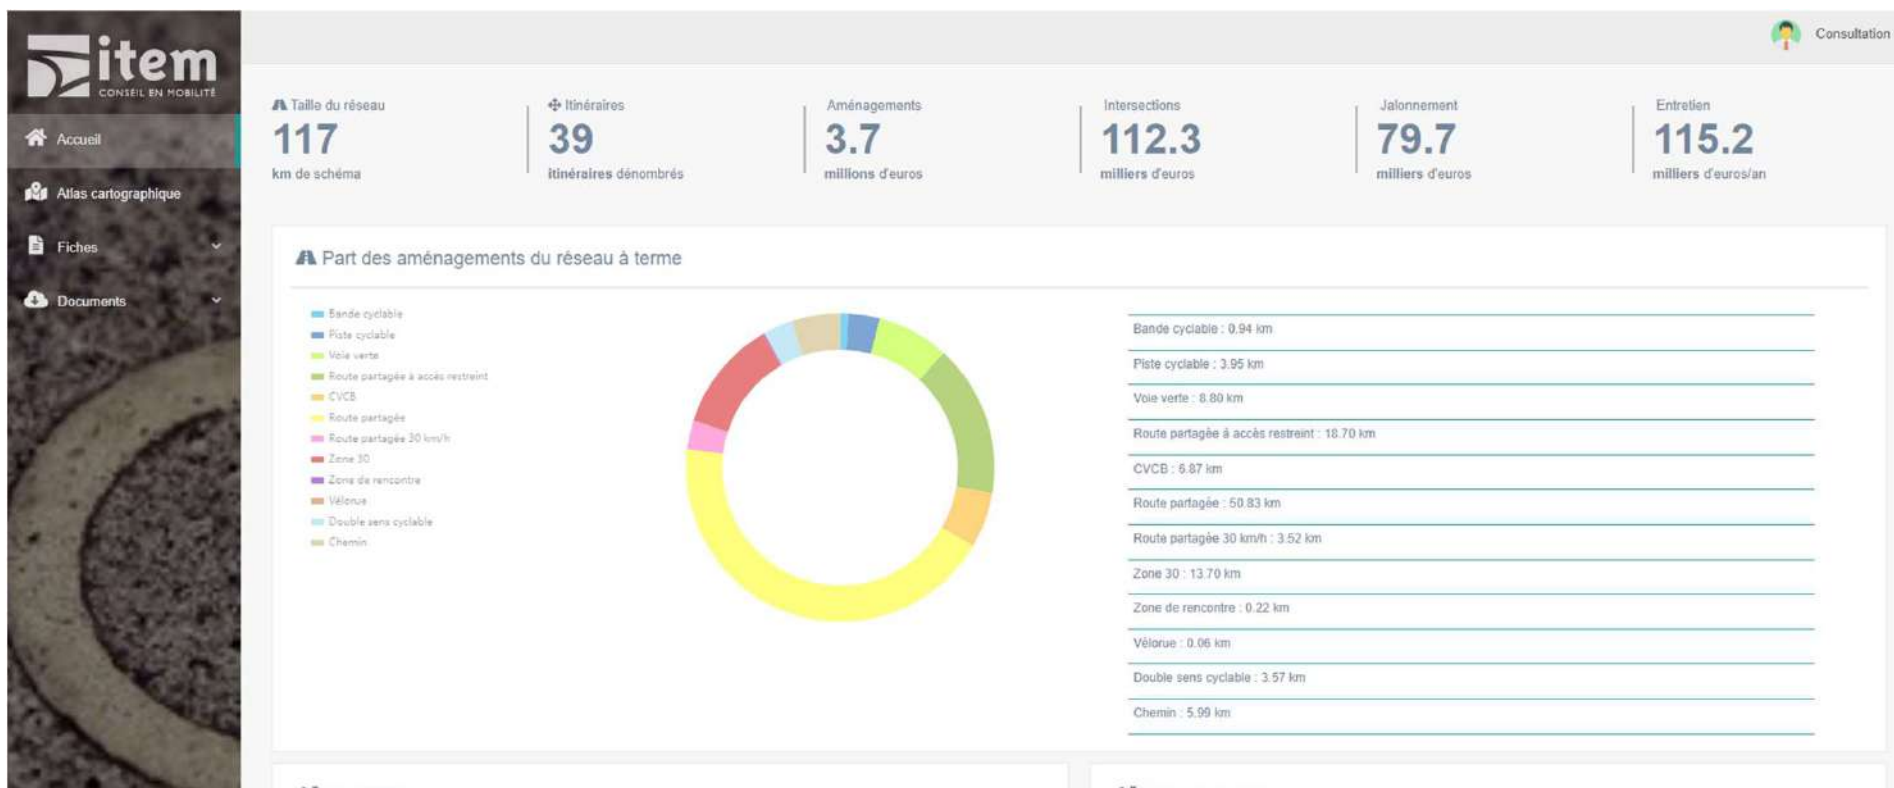 item
CONSEIL EN MOBILITÉ
Consultation
Accueil
Atlas cartographique
Fiches
Documents
Taille du réseau
117
km de schéma
Itinéraires
39
itinéraires dénombrés
Aménagements
3.7
millions d'euros
Intersections
112.3
milliers d'euros
Jalonnement
79.7
milliers d'euros
Entretien
115.2
milliers d'euros/an
Part des aménagements du réseau à terme
Bande cyclable
Piste cyclable
Voie verte
Route partagée à accès restreint
CVCB
Route partagée
Route partagée 30 km/h
Zone 30
Zone de rencontre
Vélorue
Double sens cyclable
Chemin
Bande cyclable : 0.94 km
Piste cyclable : 3.95 km
Voie verte : 8.80 km
Route partagée à accès restreint : 18.70 km
CVCB : 6.87 km
Route partagée : 50.83 km
Route partagée 30 km/h : 3.52 km
Zone 30 : 13.70 km
Zone de rencontre : 0.22 km
Vélorue : 0.06 km
Double sens cyclable : 3.57 km
Chemin : 5.99 km